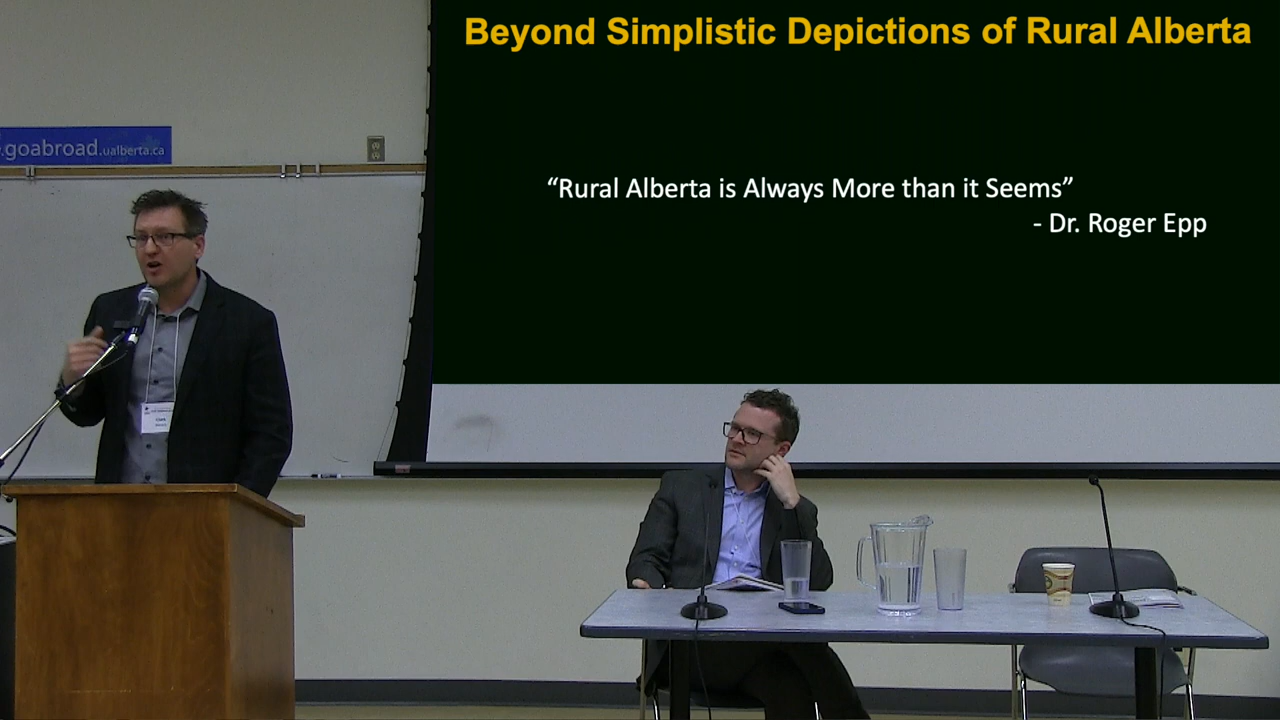 Beyond Simplistic Depictions of Rural Alberta
.goabroad.ualberta.ca
“Rural Alberta is Always More than it Seems”
- Dr. Roger Epp